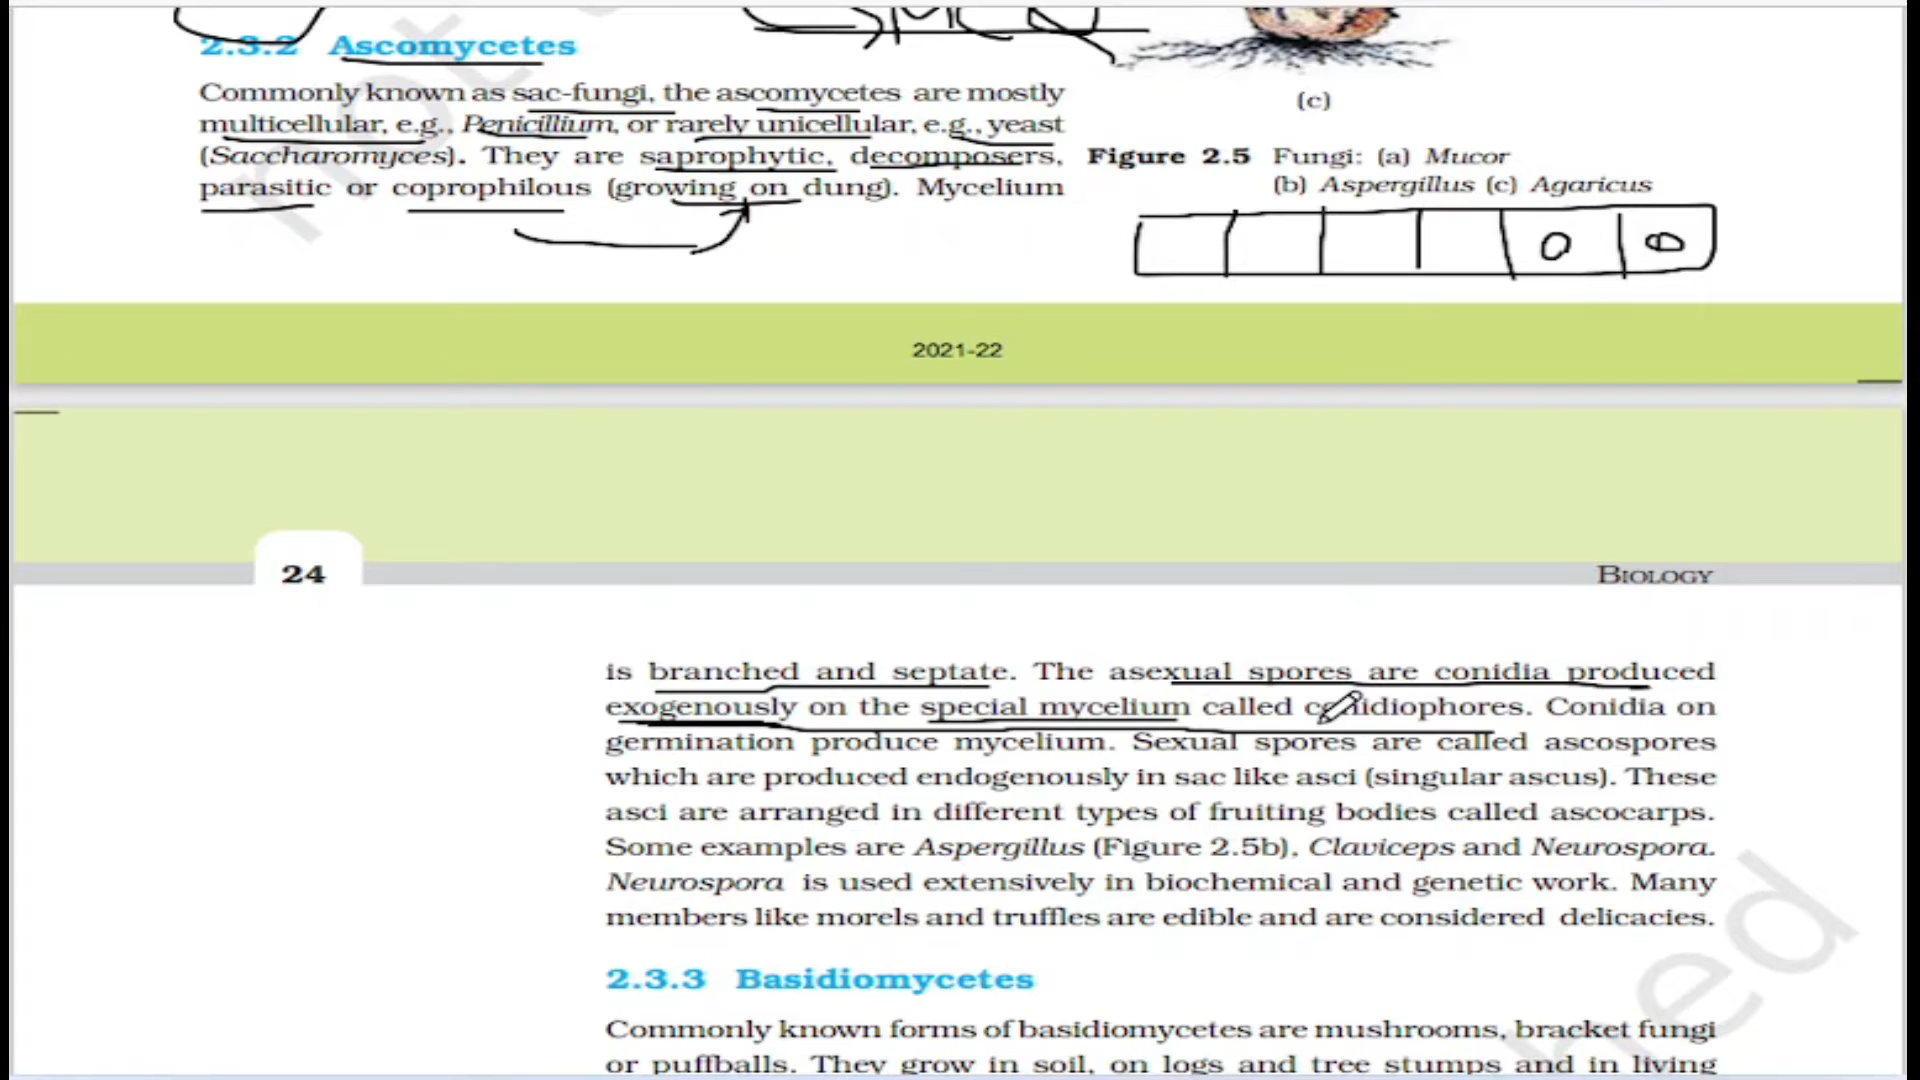 2.3.2 Ascomycetes
Commonly known as sac-fungi, the ascomycetes are mostly
multicellular, e.g., Penicillium, or rarely unicellular, e.g., yeast
(Saccharomyces). They are saprophytic, decomposers,
parasitic or coprophilous (growing on dung). Mycelium
(c)
Figure 2.5 Fungi: (a) Mucor
(b) Aspergillus (c) Agaricus
2021-22
24
BIOLOGY
is branched and septate. The asexual spores are conidia produced
exogenously on the special mycelium called conidiophores. Conidia on
germination produce mycelium. Sexual spores are called ascospores
which are produced endogenously in sac like asci (singular ascus). These
asci are arranged in different types of fruiting bodies called ascocarps.
Some examples are Aspergillus (Figure 2.5b), Claviceps and Neurospora.
Neurospora is used extensively in biochemical and genetic work. Many
members like morels and truffles are edible and are considered delicacies.
2.3.3 Basidiomycetes
Commonly known forms of basidiomycetes are mushrooms, bracket fungi
or puffballs. They grow in soil, on logs and tree stumps and in living